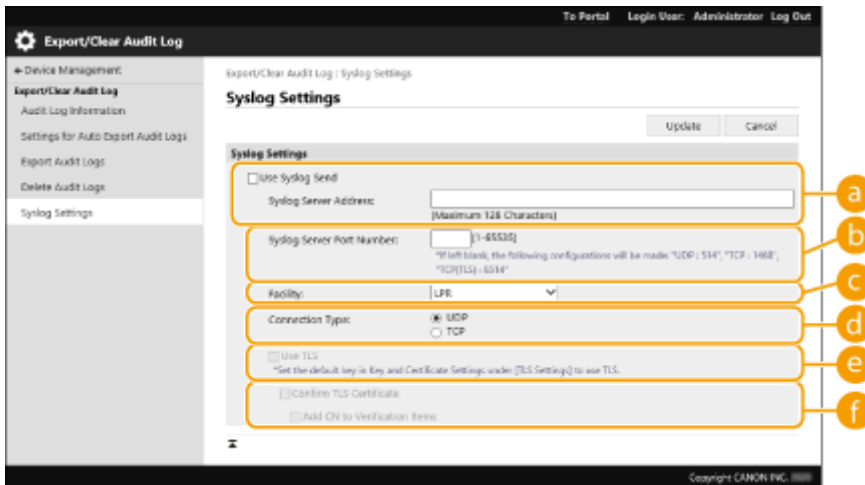 To Portal Login User: Administrator Log Out
Export/Clear Audit Log
Device Management
Export/Clear Audit Log : Syslog Settings
Export/Clear Audit Log
Audit Log Information
Syslog Settings
Settings for Auto Export Audit Logs
Update Cancel
Export Audit Logs
Syslog Settings
Delete Audit Logs
Use Syslog Send
Syslog Settings
Syslog Server Address:
(Maximum 128 Characters)
a
Syslog Server Port Number: (1-65535)
*If left blank, the following configurations will be made: "UDP : 514", "TCP : 1468",
"TCP(TLS) : 6514"
b
Facility: LPR
c
Connection Type: UDP
TCP
d
Use TLS
*Set the default key in Key and Certificate Settings under [TLS Settings] to use TLS.
e
Confirm TLS Certificate
Add CN to Verification Items
f
Copyright CANON INC.